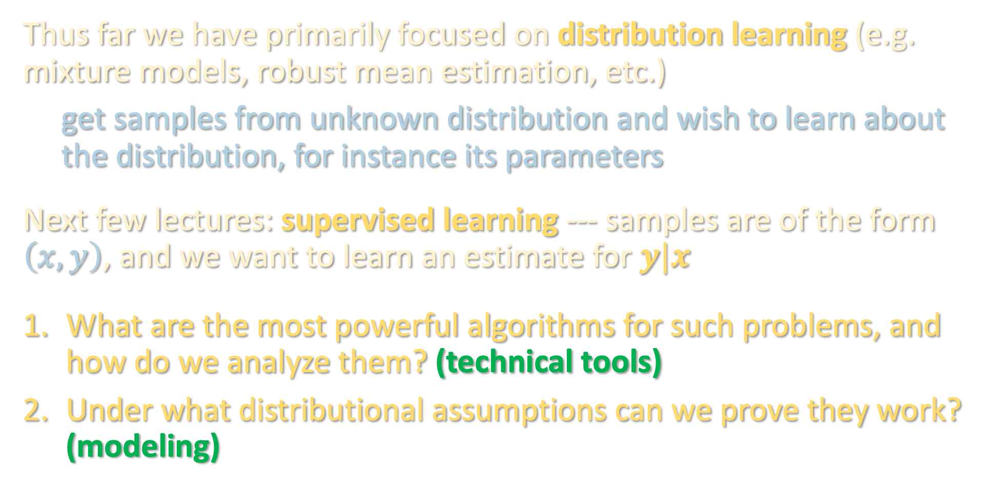 Thus far we have primarily focused on distribution learning (e.g.
mixture models, robust mean estimation, etc.)
get samples from unknown distribution and wish to learn about
the distribution, for instance its parameters
Next few lectures: supervised learning --- samples are of the form
(x, y), and we want to learn an estimate for y|x
1. What are the most powerful algorithms for such problems, and
how do we analyze them? (technical tools)
2. Under what distributional assumptions can we prove they work?
(modeling)